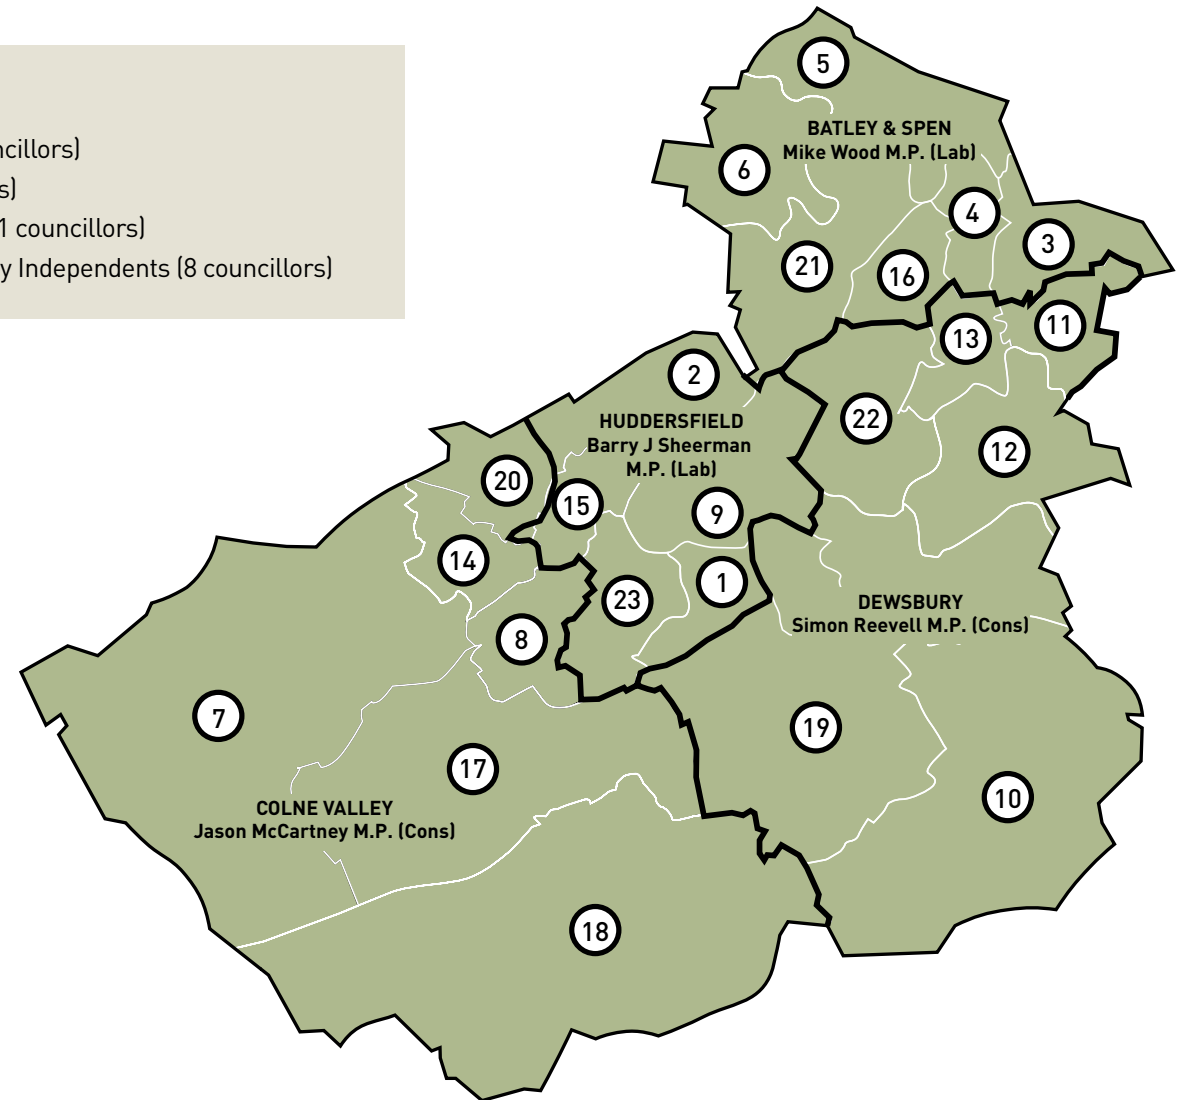 ncillors)
s)
1 councillors)
y Independents (8 councillors)
5
BATLEY & SPEN
Mike Wood M.P. (Lab)
6
4
3
21
16
11
13
2
HUDDERSFIELD
Barry J Sheerman
M.P. (Lab)
22
12
20
15
9
14
1
23
DEWSBURY
Simon Reevell M.P. (Cons)
8
7
19
17
10
COLNE VALLEY
Jason McCartney M.P. (Cons)
18